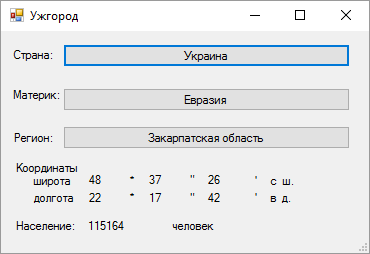 Ужгород
Страна: Украина
Материк: Евразия
Регион: Закарпатская область
Координаты
широта 48 * 37 " 26 ' с ш.
долгота 22 * 17 " 42 ' в д.
Население: 115164 человек